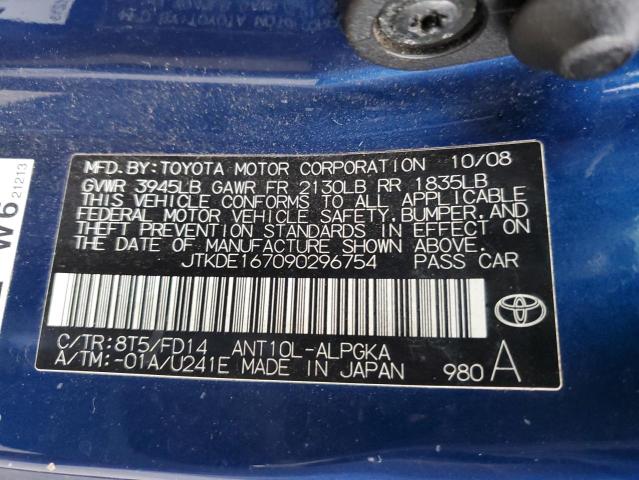 MFD.BY:TOYOTA MOTOR CORPORATION 10/08
GVWR 3945LB GAWR FR 2130LB RR 1835LB
THIS VEHICLE CONFORMS TO ALL APPLICABLE
FEDERAL MOTOR VEHICLE SAFETY, BUMPER, AND
THEFT PREVENTION STANDARDS IN EFFECT ON
THE DATE OF MANUFACTURE SHOWN ABOVE.
JTKDE167090296754 PASS CAR
C/TR:8T5/FD14 ANT10L-ALPGKA
A/TM:-01A/U241E MADE IN JAPAN 980 A
W6
21213